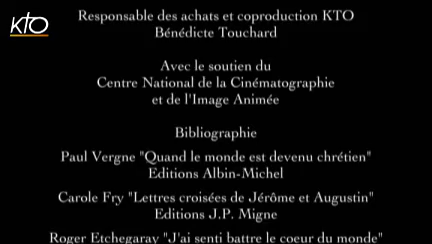 KTO
Responsable des achats et coproduction KTO
Bénédicte Touchard
Avec le soutien du
Centre National de la Cinématographie
et de l'Image Animée
Bibliographie
Paul Vergne "Quand le monde est devenu chrétien"
Editions Albin-Michel
Carole Fry "Lettres croisées de Jérôme et Augustin"
Editions J.P. Migne
Roger Etchegaray "J'ai senti battre le coeur du monde"